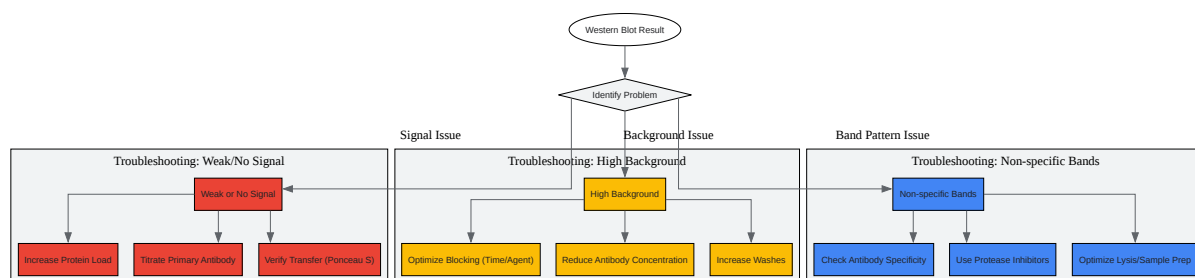 Western Blot Result
Identify Problem
Signal Issue
Background Issue
Band Pattern Issue
Troubleshooting: Weak/No Signal
Troubleshooting: High Background
Troubleshooting: Non-specific Bands
Weak or No Signal
High Background
Non-specific Bands
Increase Protein Load
Titrate Primary Antibody
Verify Transfer (Ponceau S)
Optimize Blocking (Time/Agent)
Reduce Antibody Concentration
Increase Washes
Check Antibody Specificity
Use Protease Inhibitors
Optimize Lysis/Sample Prep